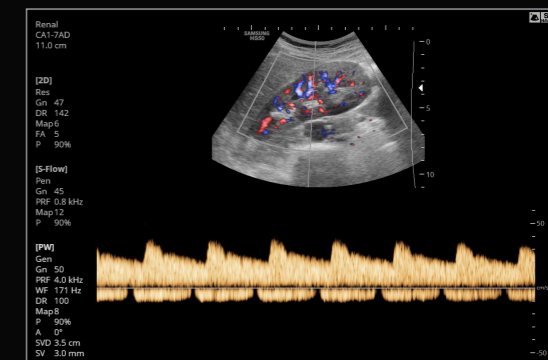 Renal
CA1-7AD
11.0 cm
[2D]
Res
Gn 47
DR 142
Map 6
FA 5
P 90%
[S-Flow]
Pen
Gn 45
PRF 0.8 kHz
Map 12
P 90%
[PW]
Gen
Gn 50
PRF 4.0 kHz
WF 171 Hz
DR 100
Map 8
P 90%
A 0°
SVD 3.5 cm
SV 3.0 mm
SAMSUNG
HS50
0
5
10
50
cm/s
-50